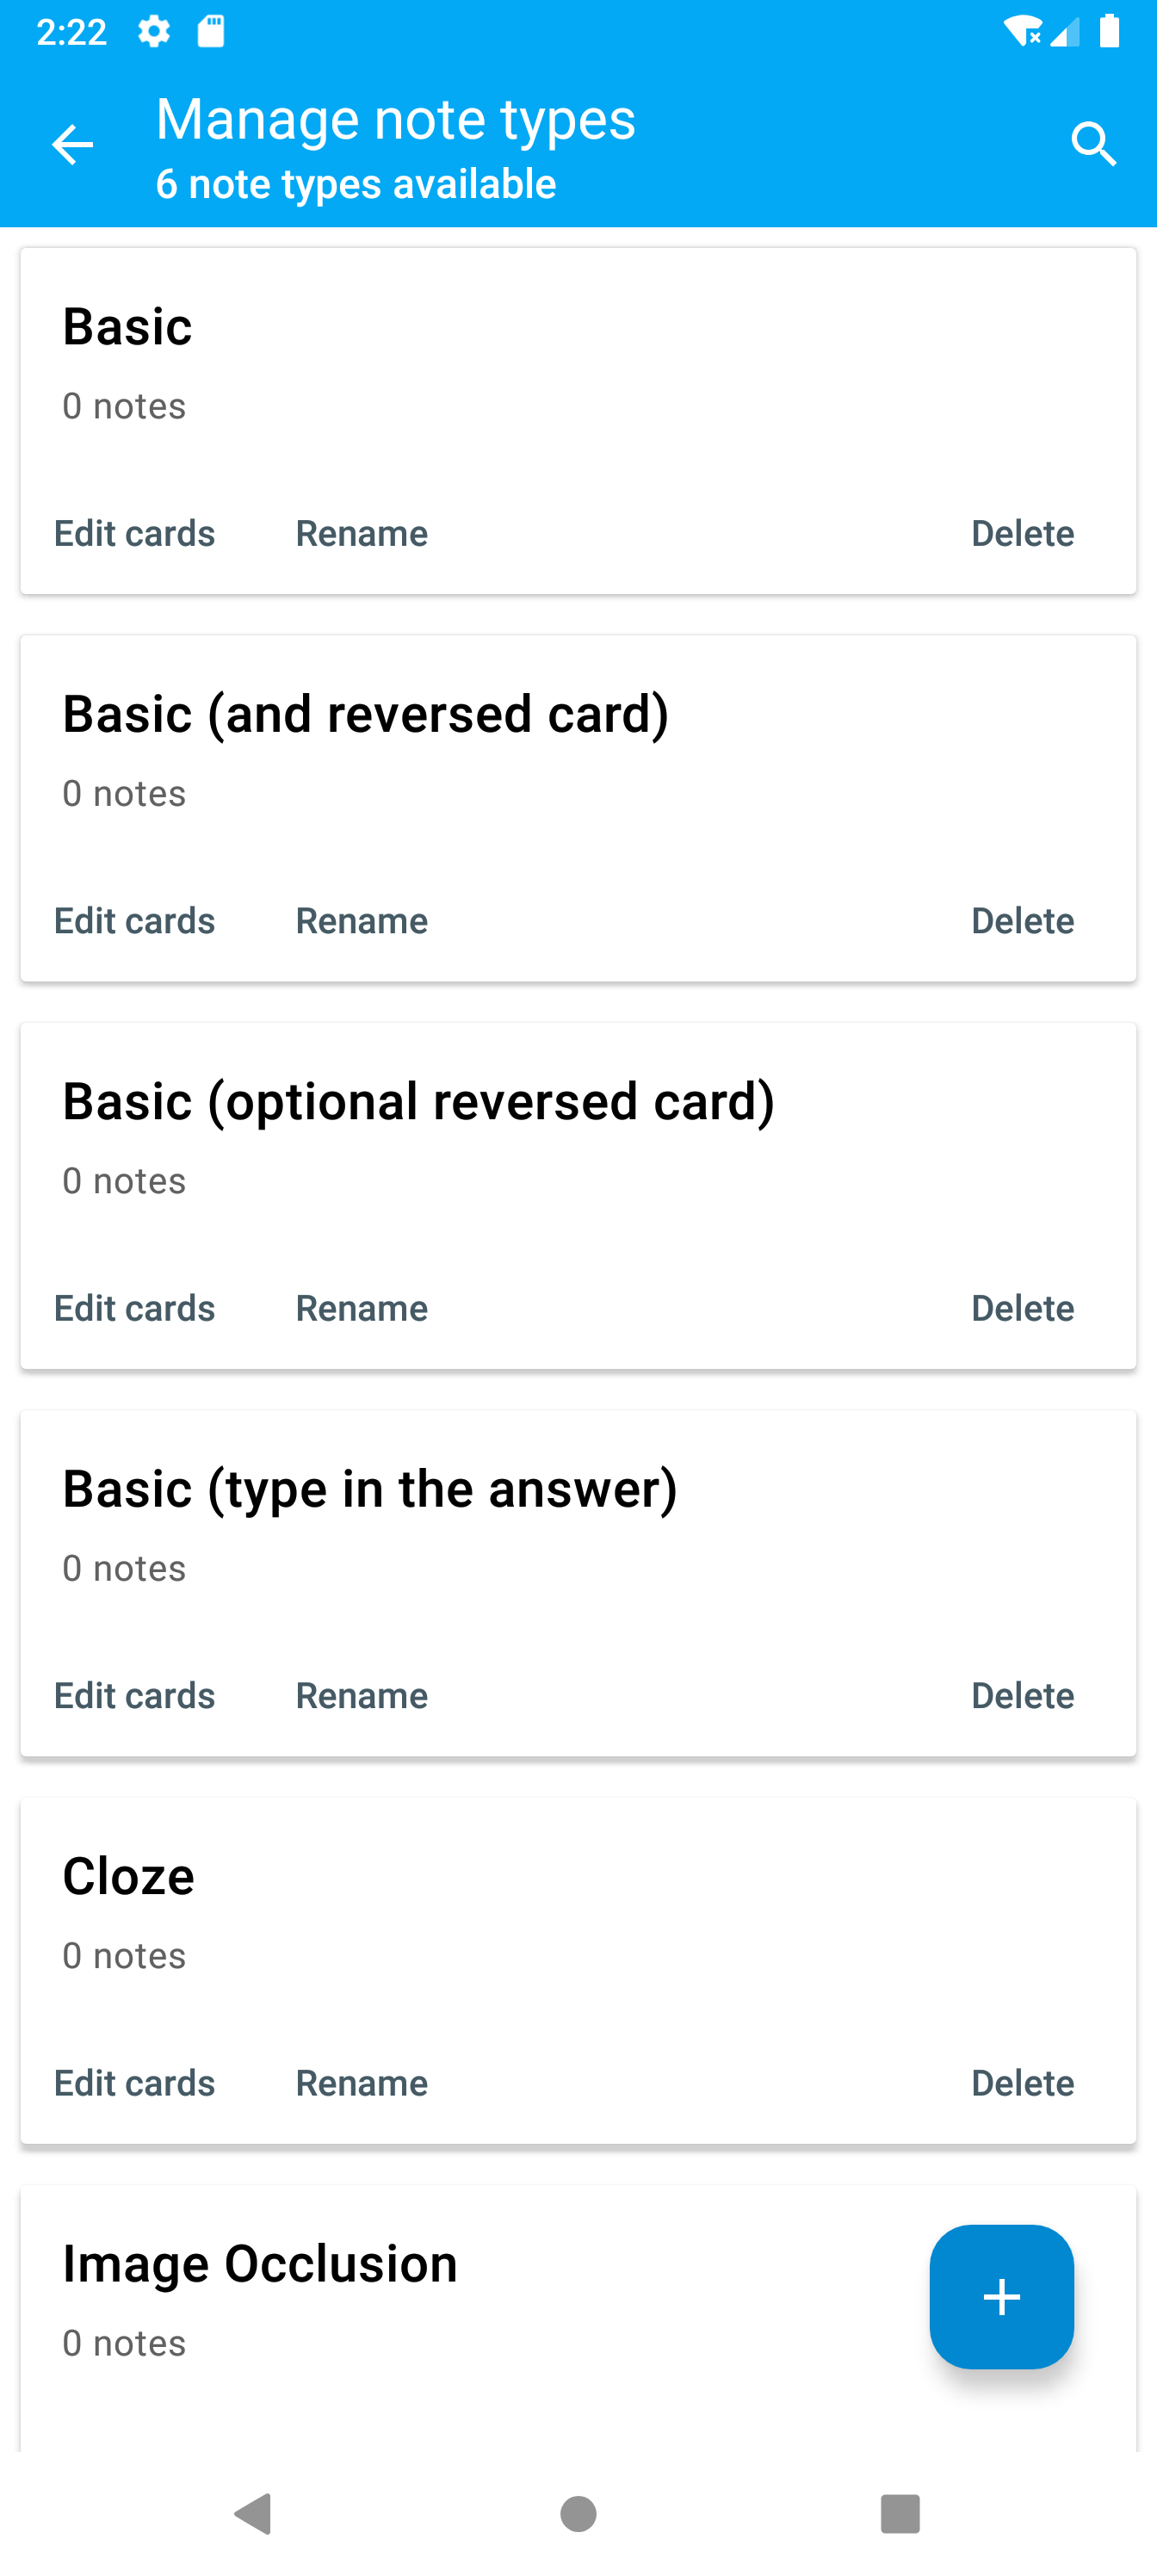 2:22
Manage note types
6 note types available
Basic
0 notes
Edit cards Rename Delete
Basic (and reversed card)
0 notes
Edit cards Rename Delete
Basic (optional reversed card)
0 notes
Edit cards Rename Delete
Basic (type in the answer)
0 notes
Edit cards Rename Delete
Cloze
0 notes
Edit cards Rename Delete
Image Occlusion
0 notes